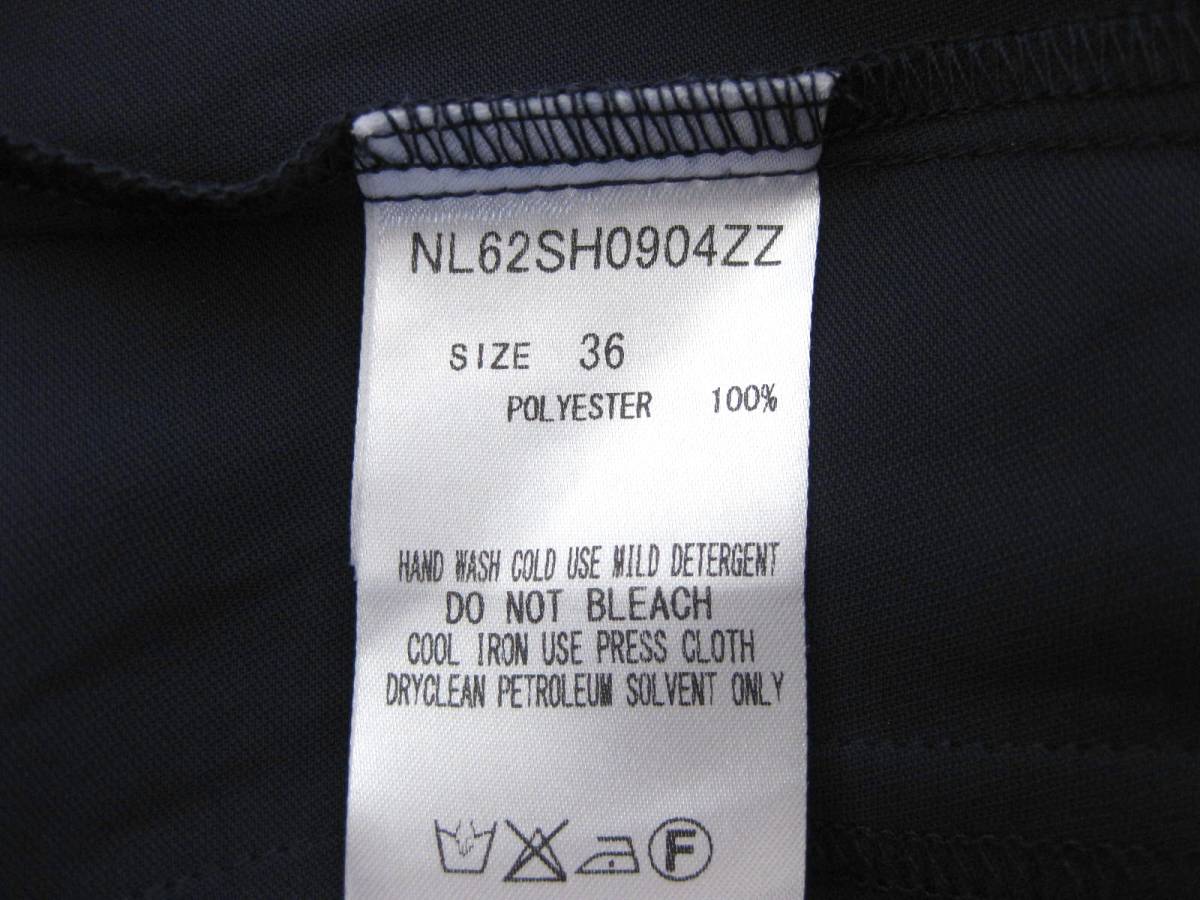 NL62SH0904ZZ
SIZE 36
POLYESTER 100%
HAND WASH COLD USE MILD DETERGENT
DO NOT BLEACH
COOL IRON USE PRESS CLOTH
DRYCLEAN PETROLEUM SOLVENT ONLY
F